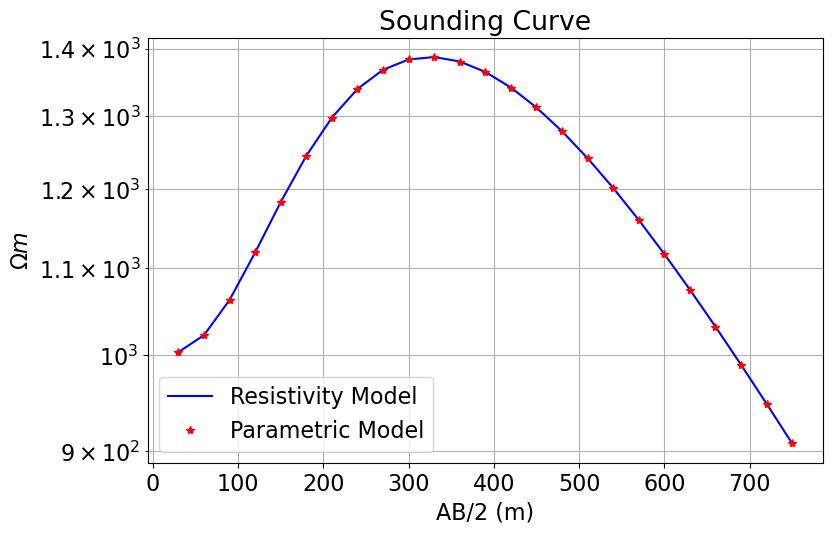 Sounding Curve
1.4 × 10³
1.3 × 10³
1.2 × 10³
1.1 × 10³
10³
9 × 10²
Ωm
Resistivity Model
Parametric Model
0 100 200 300 400 500 600 700
AB/2 (m)